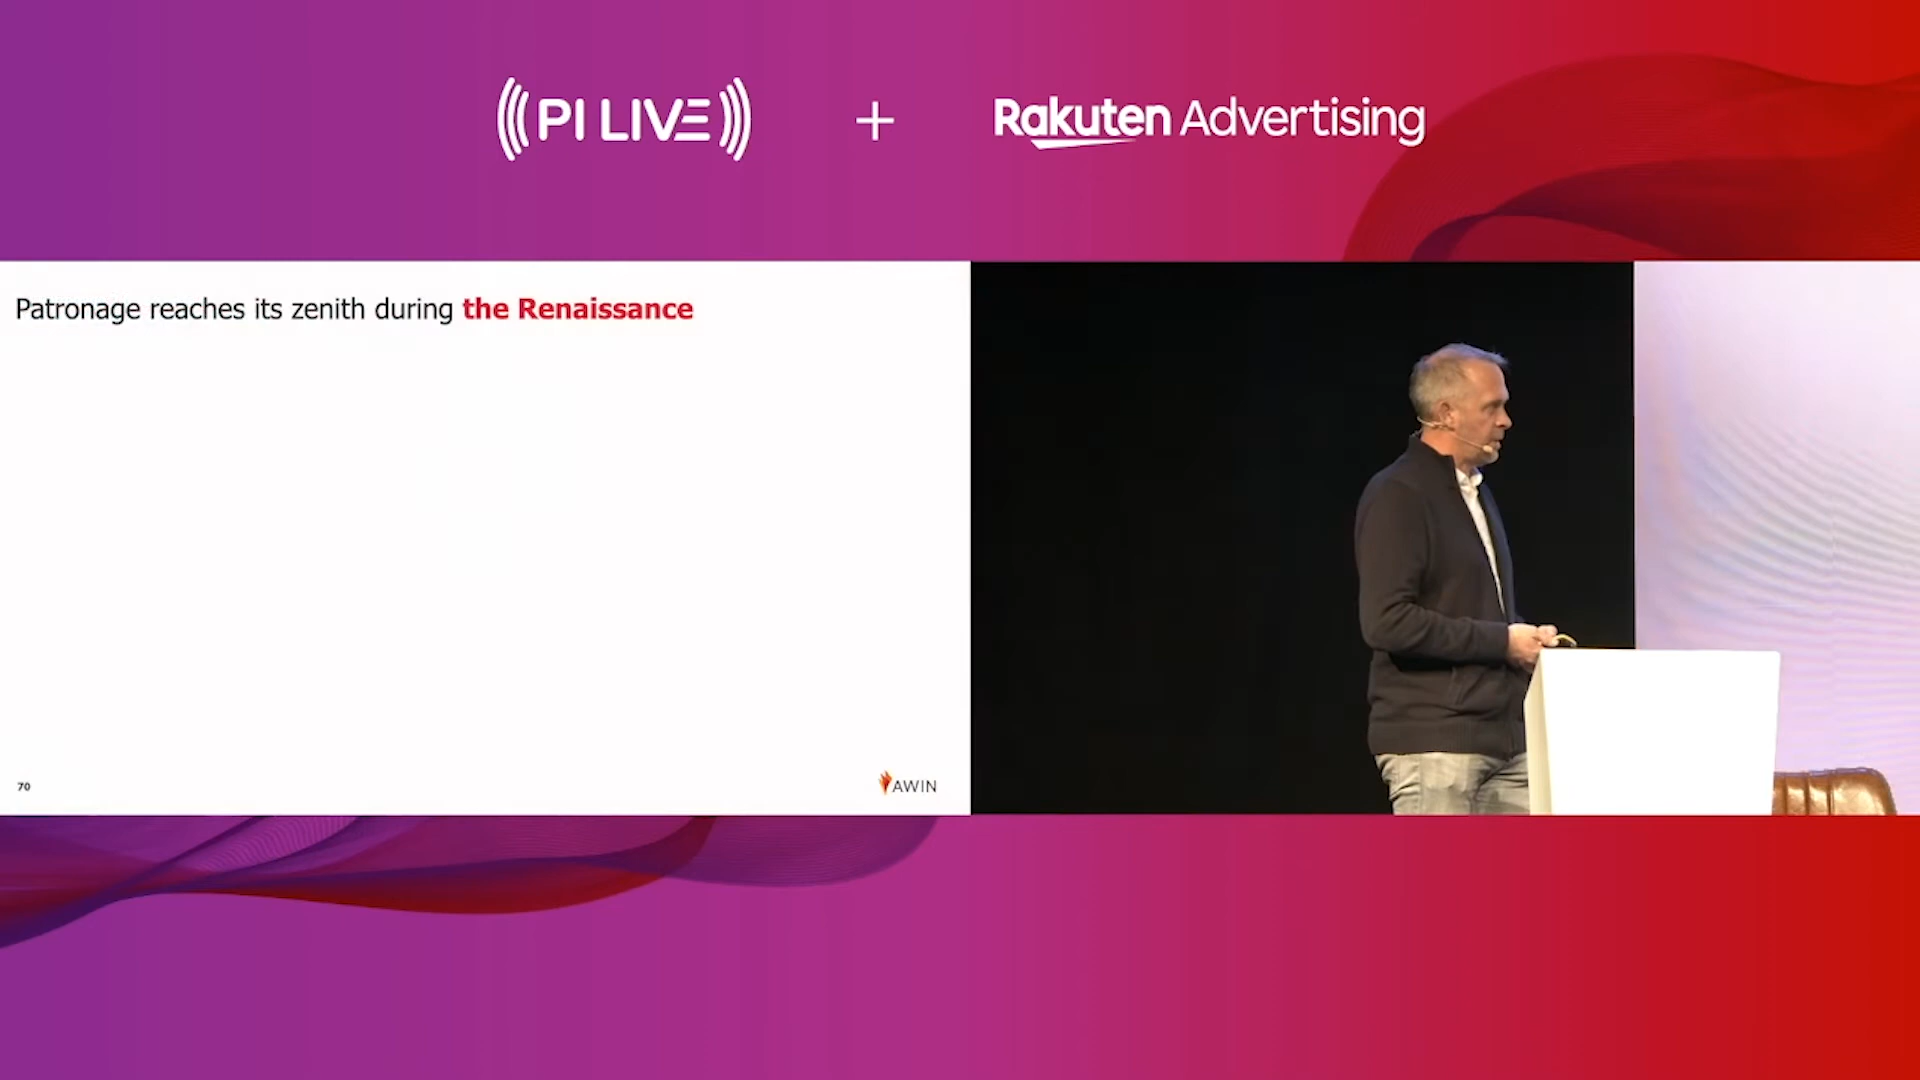 ((( PI LIVE )))
+
Rakuten Advertising
Patronage reaches its zenith during the Renaissance
70
AWIN